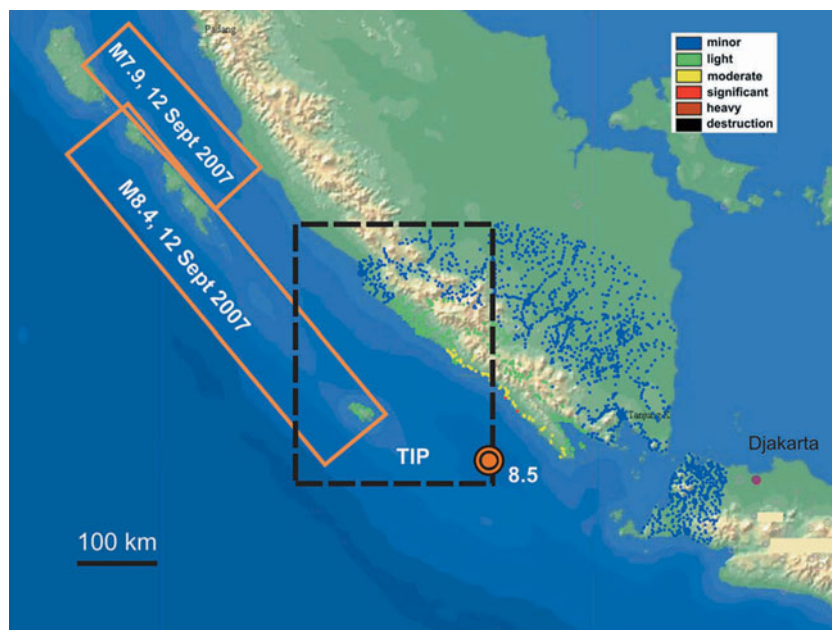 Padang
minor
light
moderate
significant
heavy
destruction
M7.9, 12 Sept 2007
M8.4, 12 Sept 2007
Tanjung K
Djakarta
TIP
8.5
100 km